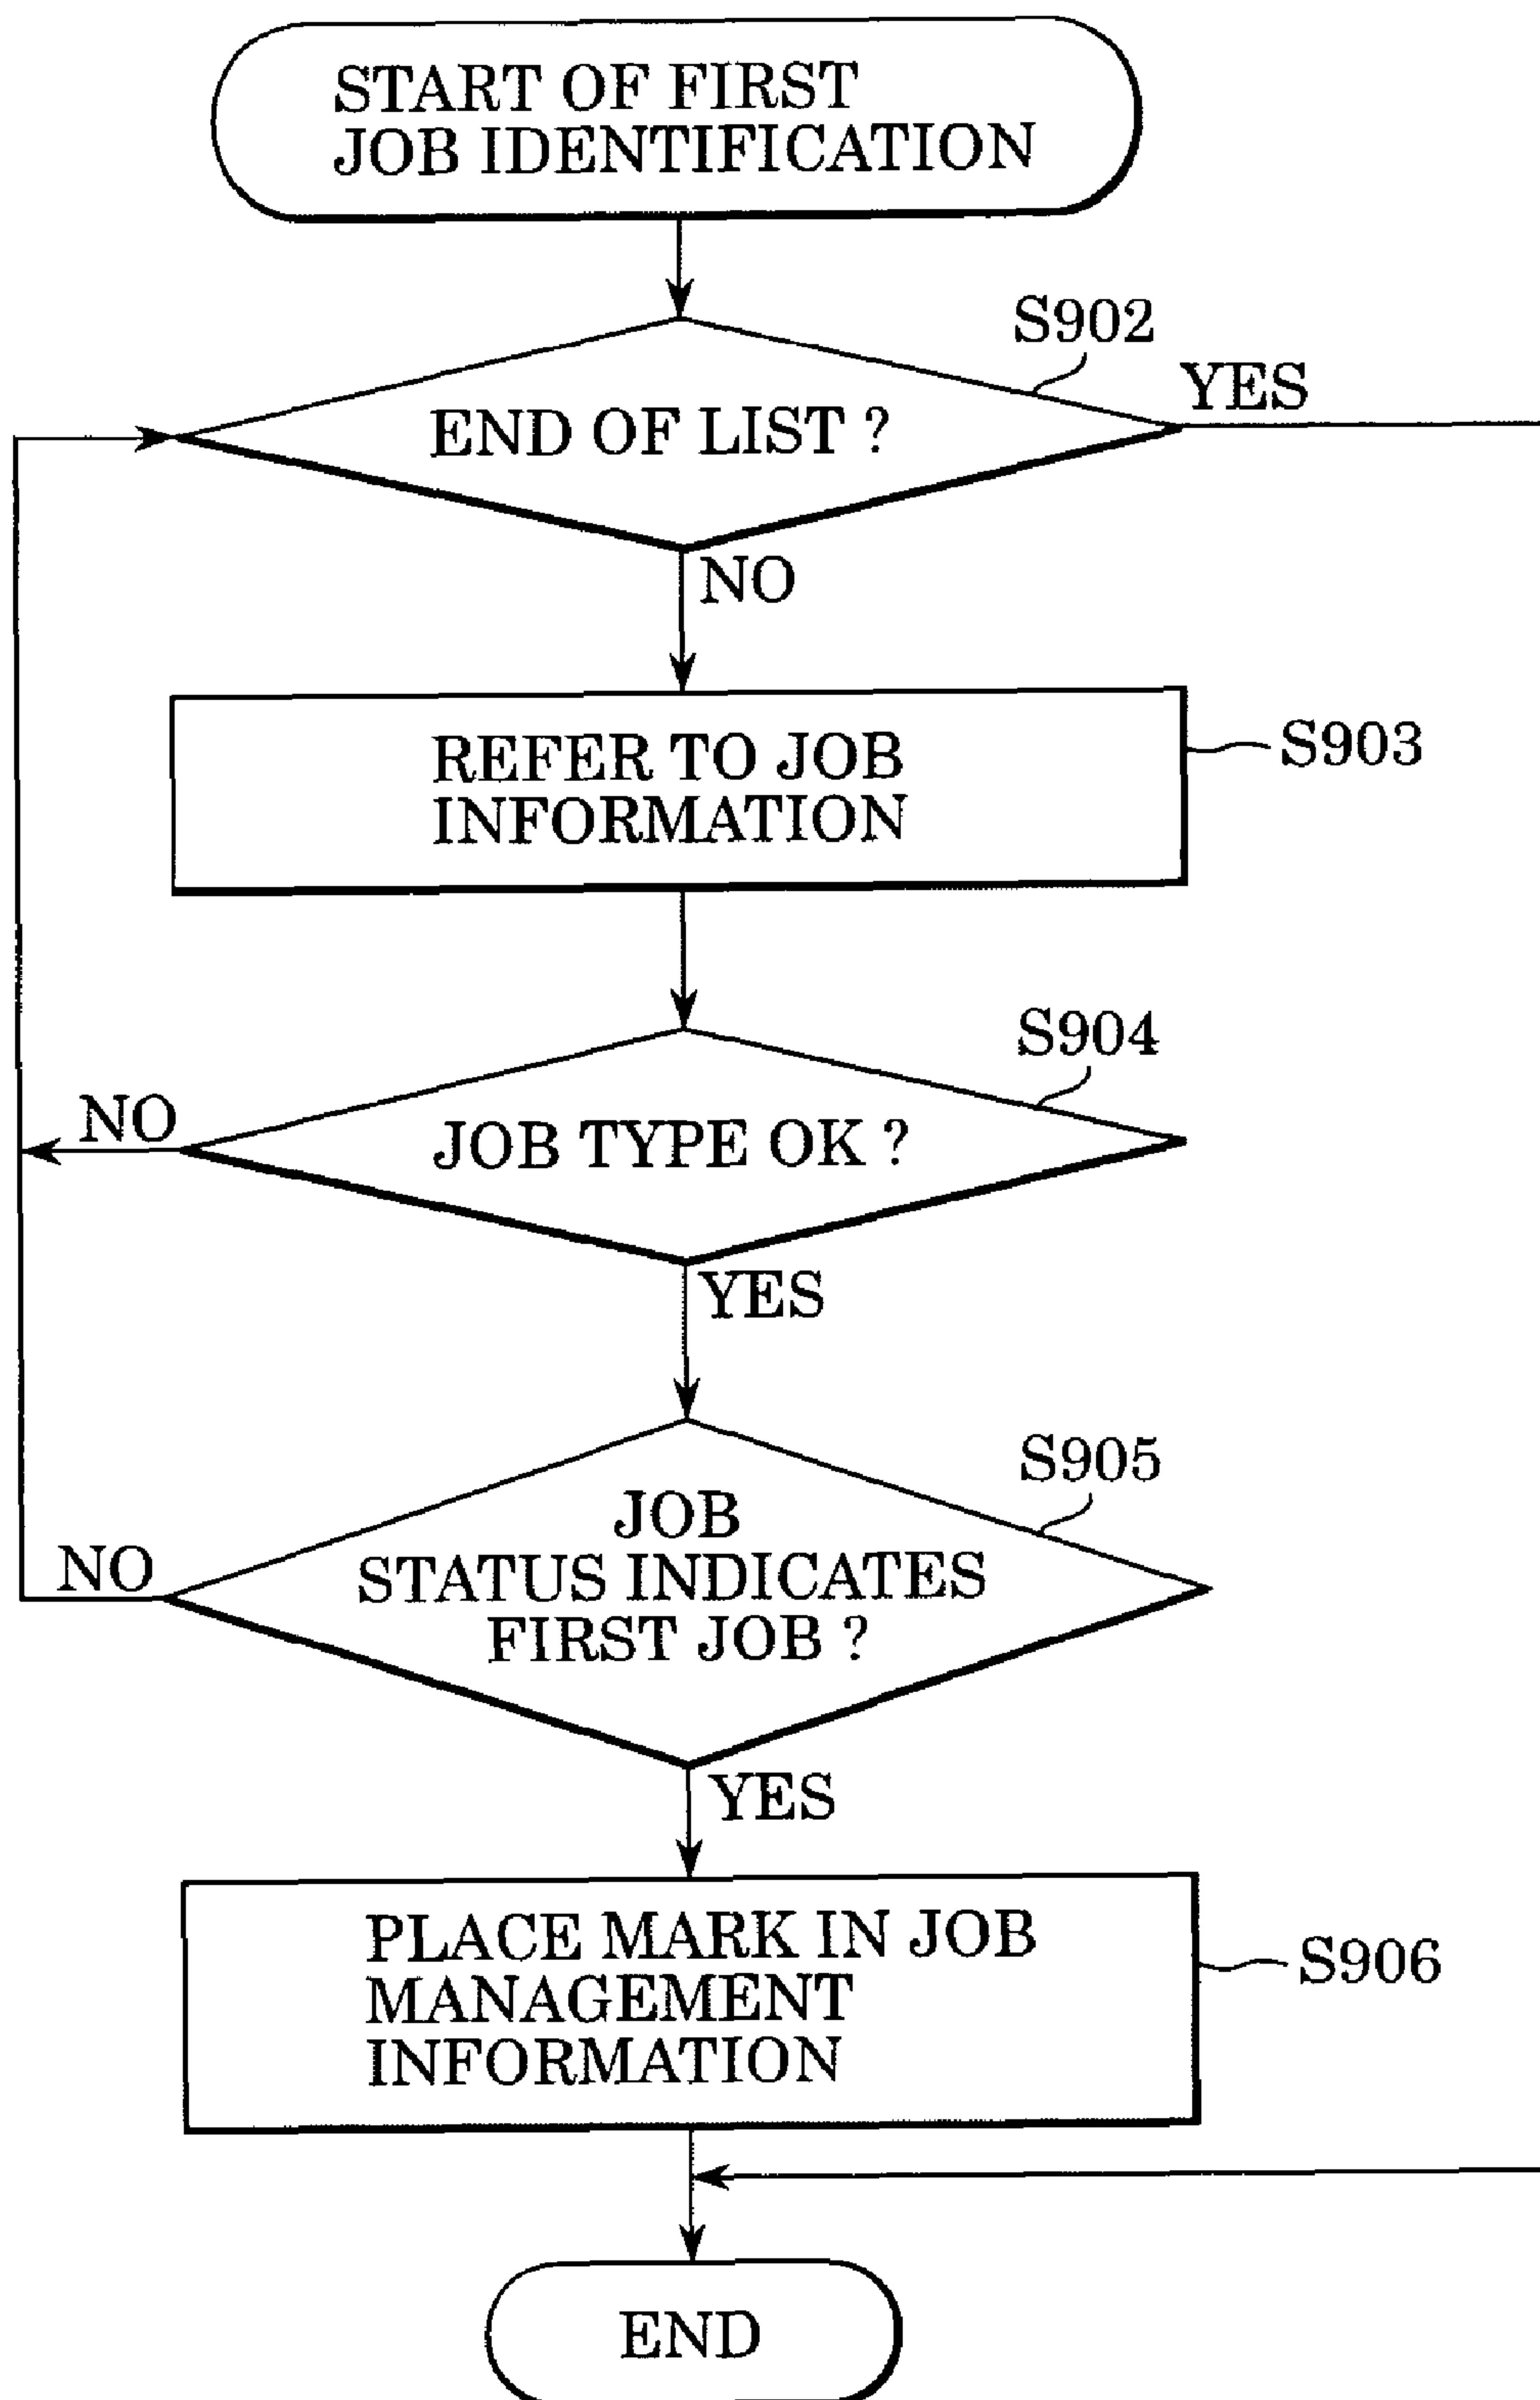 START OF FIRST
JOB IDENTIFICATION
S902
YES
END OF LIST ?
NO
REFER TO JOB
INFORMATION
S903
S904
NO
JOB TYPE OK ?
YES
S905
JOB
STATUS INDICATES
FIRST JOB ?
NO
YES
PLACE MARK IN JOB
MANAGEMENT
INFORMATION
S906
END